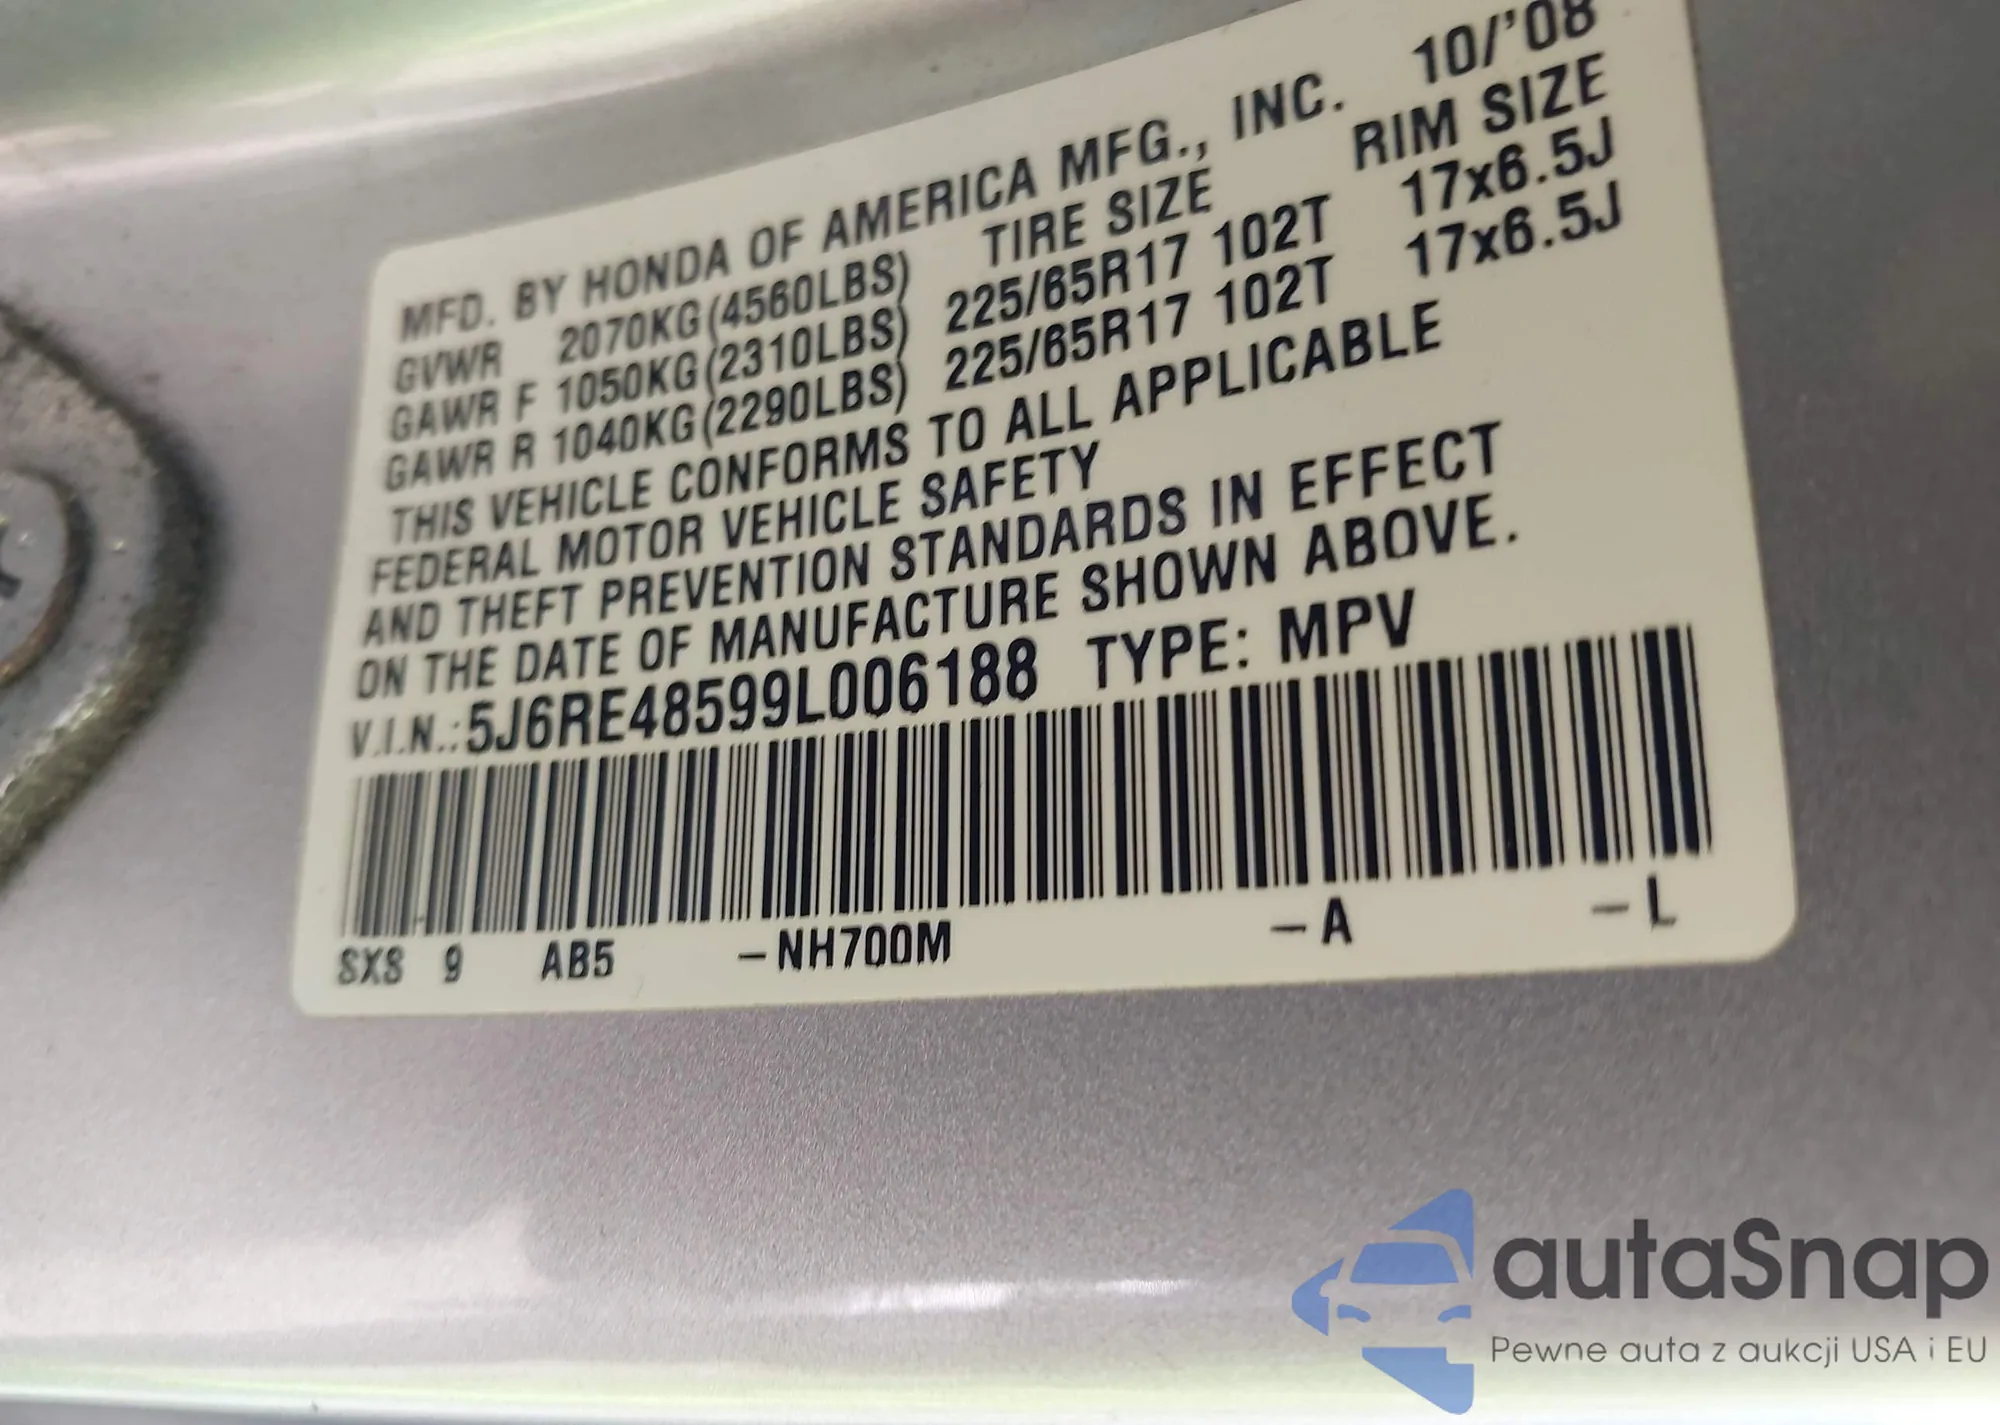 MFD. BY HONDA OF AMERICA MFG., INC. 10/'08
GVWR 2070KG(4560LBS) TIRE SIZE RIM SIZE
GAWR F 1050KG(2310LBS) 225/65R17 102T 17x6.5J
GAWR R 1040KG(2290LBS) 225/65R17 102T 17x6.5J
THIS VEHICLE CONFORMS TO ALL APPLICABLE
FEDERAL MOTOR VEHICLE SAFETY
AND THEFT PREVENTION STANDARDS IN EFFECT
ON THE DATE OF MANUFACTURE SHOWN ABOVE.
V.I.N.:5J6RE48599L006188 TYPE: MPV
SXS 9 AB5 -NH700M -A -L
autaSnap
Pewne auta z aukcji USA i EU